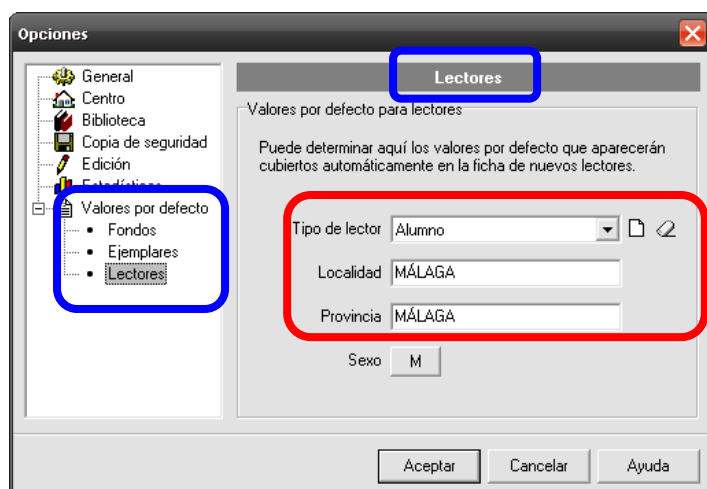 Opciones
General
Centro
Biblioteca
Copia de seguridad
Edición
Estadísticas
Valores por defecto
Fondos
Ejemplares
Lectores
Lectores
Valores por defecto para lectores
Puede determinar aquí los valores por defecto que aparecerán
cubiertos automáticamente en la ficha de nuevos lectores.
Tipo de lector Alumno
Localidad MÁLAGA
Provincia MÁLAGA
Sexo M
Aceptar Cancelar Ayuda